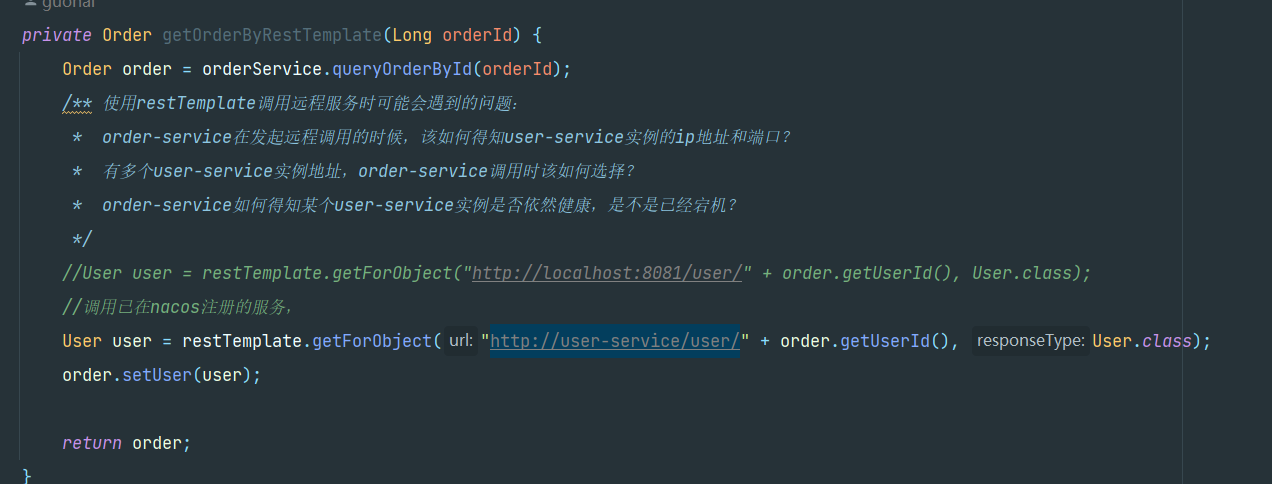 guohai
private Order getOrderByRestTemplate(Long orderId) {
Order order = orderService.queryOrderById(orderId);
/** 使用restTemplate调用远程服务时可能会遇到的问题：
* order-service在发起远程调用的时候，该如何得知user-service实例的ip地址和端口？
* 有多个user-service实例地址，order-service调用时该如何选择？
* order-service如何得知某个user-service实例是否依然健康，是不是已经宕机？
*/
//User user = restTemplate.getForObject("http://localhost:8081/user/" + order.getUserId(), User.class);
//调用已在nacos注册的服务，
User user = restTemplate.getForObject( url: "http://user-service/user/" + order.getUserId(), responseType: User.class);
order.setUser(user);
return order;
}